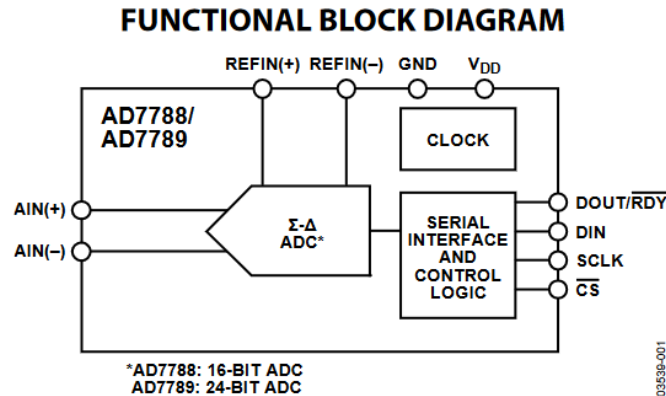 FUNCTIONAL BLOCK DIAGRAM
REFIN(+) REFIN(–) GND VDD
AD7788/
AD7789
CLOCK
AIN(+)
AIN(–)
Σ-Δ
ADC*
SERIAL
INTERFACE
AND
CONTROL
LOGIC
DOUT/RDY
DIN
SCLK
CS
*AD7788: 16-BIT ADC
AD7789: 24-BIT ADC
03539-001